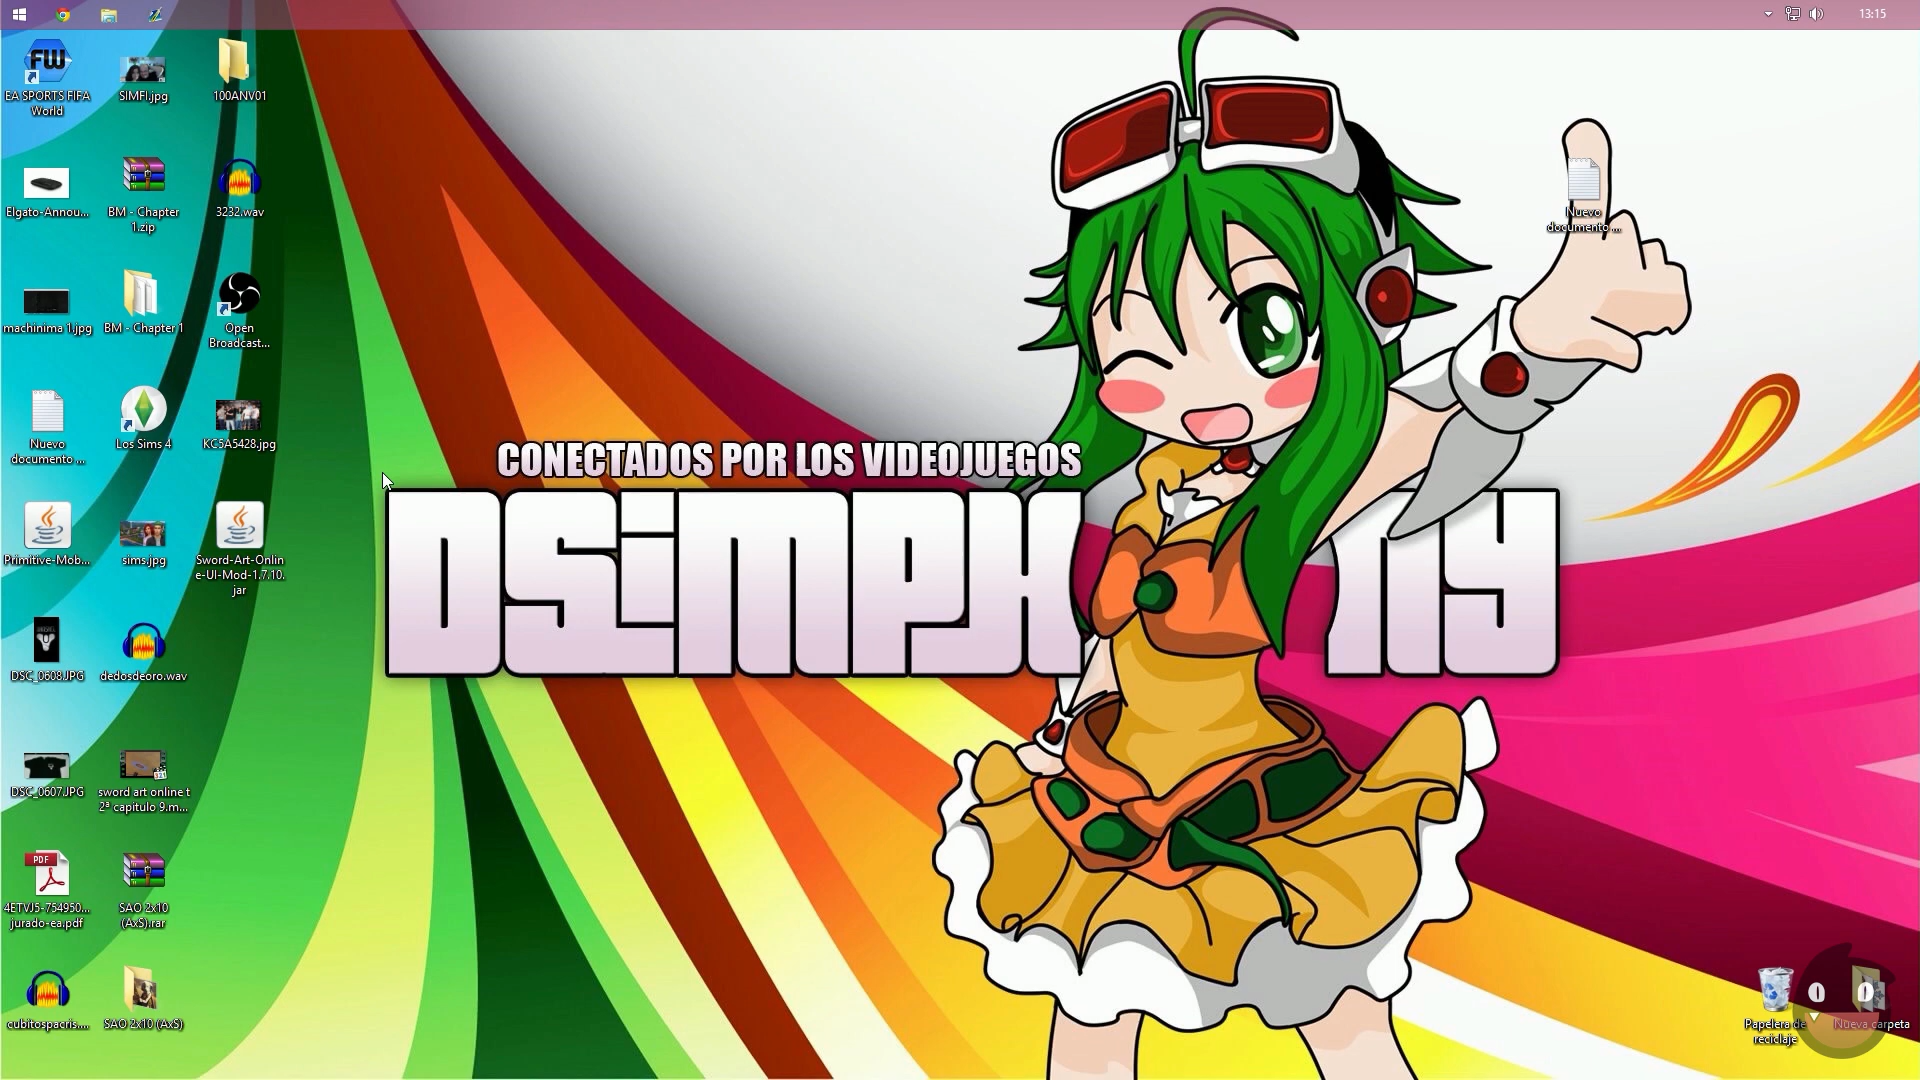 13:15
EA SPORTS FIFA
World
SIMFI.jpg
100ANV01
Elgato-Annou...
BM - Chapter
1.zip
3232.wav
Nuevo
documento ...
machinima 1.jpg
BM - Chapter 1
Open
Broadcast...
Nuevo
documento ...
Los Sims 4
KC5A5428.jpg
CONECTADOS POR LOS VIDEOJUEGOS
Primitive-Mob...
sims.jpg
Sword-Art-Onlin
e-UI-Mod-1.7.10.
jar
DSC_0608.JPG
dedosdeoro.wav
DSC_0607.JPG
sword art online t
2ª capitulo 9.m...
PDF
4ETVJ5-754950...
jurado-ea.pdf
SAO 2x10
(AxS).rar
cubitospacris....
SAO 2x10 (AxS)
0 0
Papelera de
reciclaje
Nueva carpeta